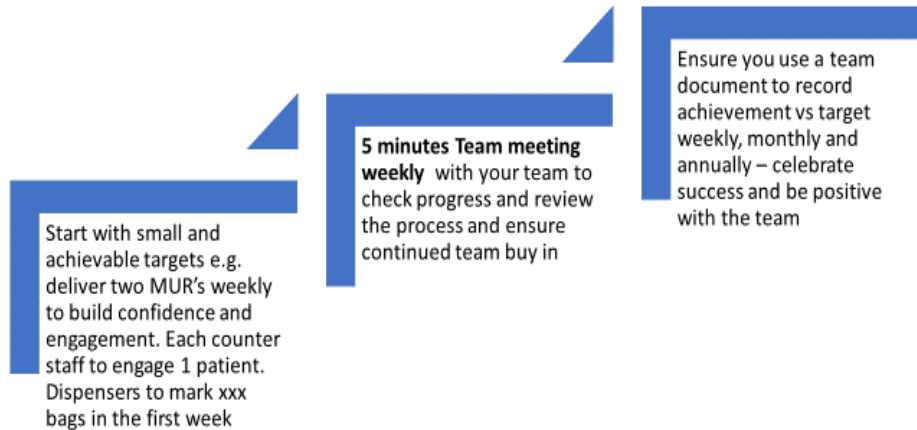 Start with small and
achievable targets e.g.
deliver two MUR's weekly
to build confidence and
engagement. Each counter
staff to engage 1 patient.
Dispensers to mark xxx
bags in the first week
5 minutes Team meeting
weekly with your team to
check progress and review
the process and ensure
continued team buy in
Ensure you use a team
document to record
achievement vs target
weekly, monthly and
annually – celebrate
success and be positive
with the team